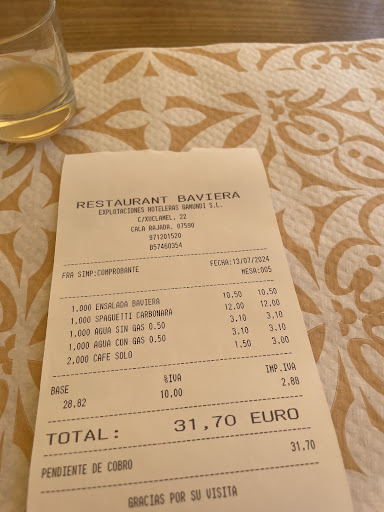 RESTAURANT BAVIERA
EXPLOTACIONES HOTELERAS GAMUNDI S.L.
C/XUCLAMEL, 22
CALA RAJADA, 07590
971201520
B57460354
FRA SIMP:COMPROBANTE FECHA:13/07/2024
MESA:005
1.000 ENSALADA BAVIERA 10.50 10.50
1.000 SPAGUETTI CARBONARA 12.00 12.00
1.000 AGUA SIN GAS 0.50 3.10 3.10
1.000 AGUA CON GAS 0.50 3.10 3.10
2.000 CAFE SOLO 1.50 3.00
BASE %IVA IMP.IVA
28.82 10,00 2.88
TOTAL: 31,70 EURO
PENDIENTE DE COBRO 31.70
GRACIAS POR SU VISITA